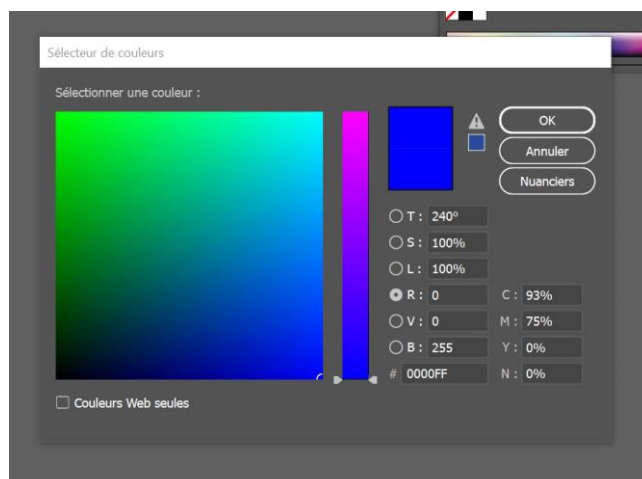 Sélecteur de couleurs
Sélectionner une couleur :
OK
Annuler
Nuanciers
T : 240°
S : 100%
L : 100%
R : 0 C : 93%
V : 0 M : 75%
B : 255 Y : 0%
# 0000FF N : 0%
Couleurs Web seules